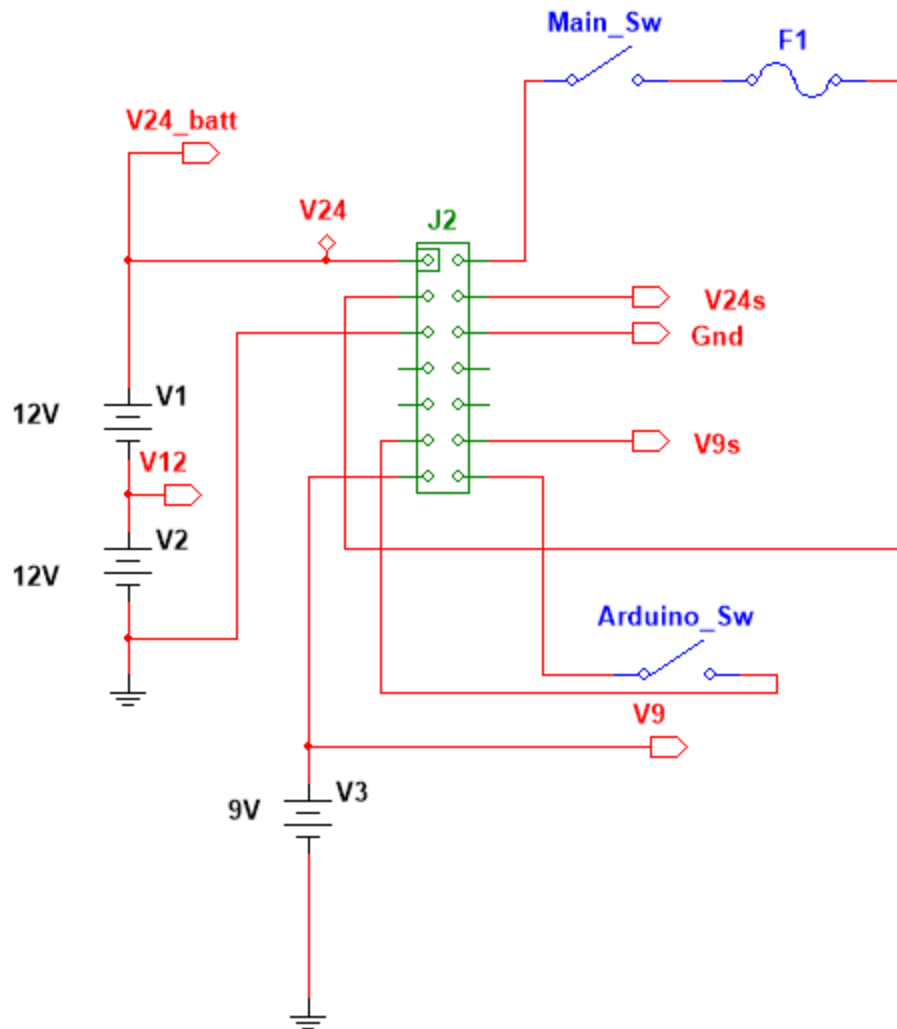 Main_Sw
F1
V24_batt
V24
J2
V24s
Gnd
12V
V1
V12
V9s
V2
12V
Arduino_Sw
V9
9V
V3